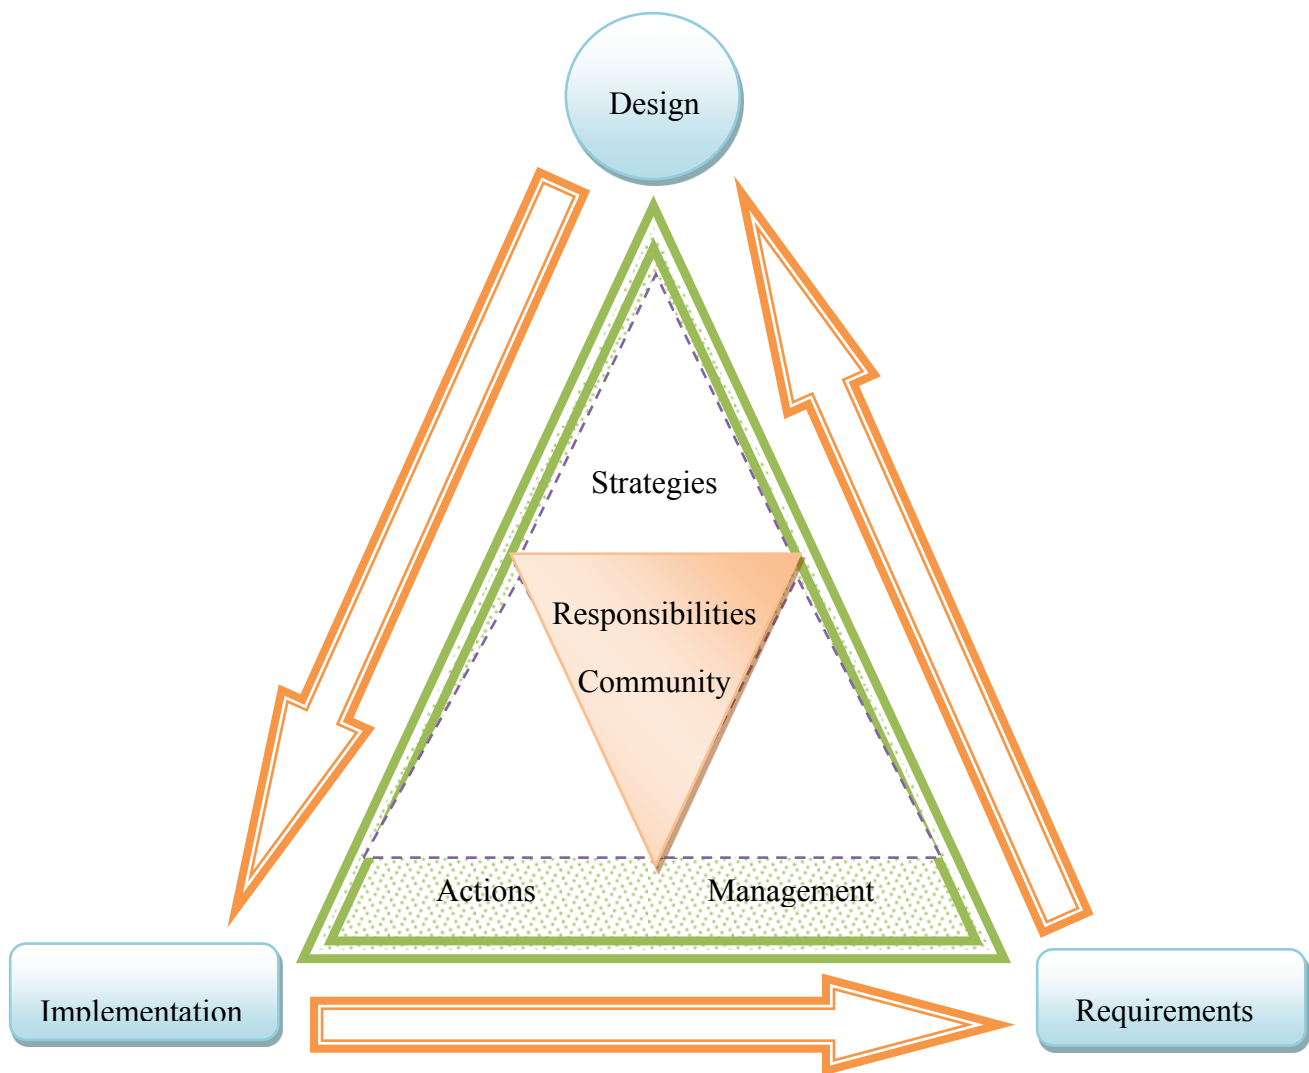 Design
Strategies
Responsibilities
Community
Actions
Management
Implementation
Requirements